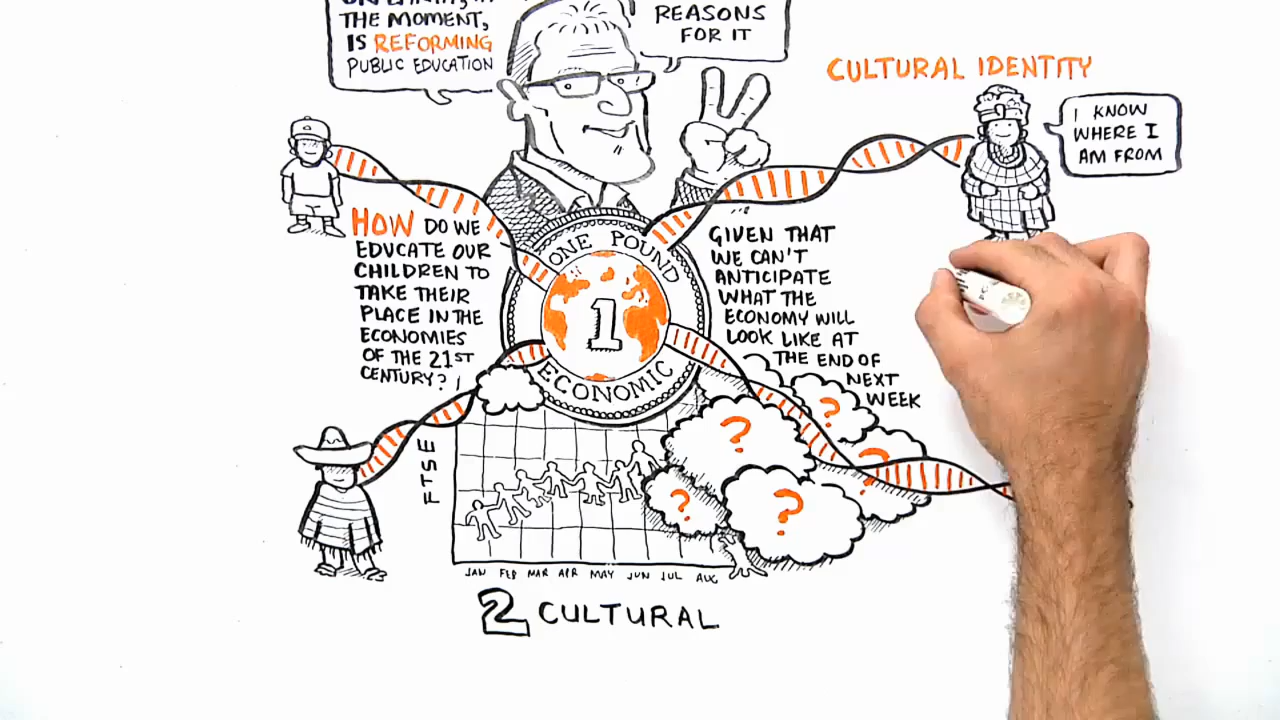 THE MOMENT,
IS REFORMING
PUBLIC EDUCATION
REASONS
FOR IT
CULTURAL IDENTITY
I KNOW
WHERE I
AM FROM
HOW DO WE
EDUCATE OUR
CHILDREN TO
TAKE THEIR
PLACE IN THE
ECONOMIES
OF THE 21ST
CENTURY?
ONE POUND
1
ECONOMIC
GIVEN THAT
WE CAN'T
ANTICIPATE
WHAT THE
ECONOMY WILL
LOOK LIKE AT
THE END OF
NEXT
WEEK
?
?
?
?
?
FTSE
JAN FEB MAR APR MAY JUN JUL AUG
2 CULTURAL